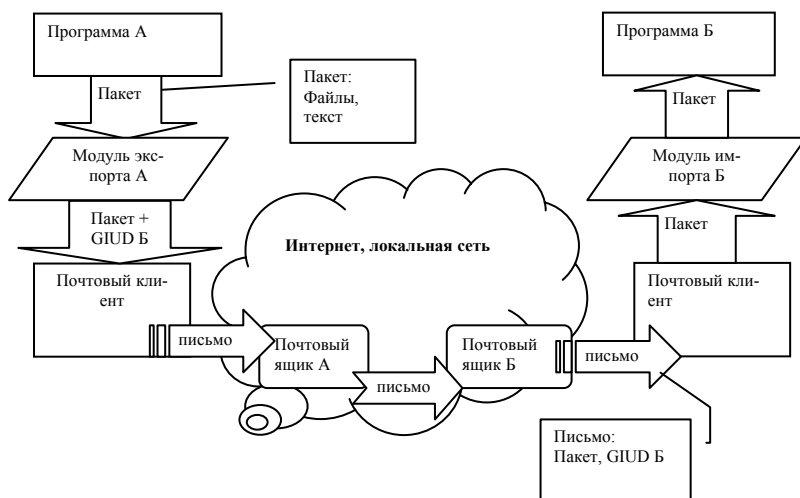 Программа А
Пакет
Пакет:
Файлы,
текст
Модуль экс-
порта А
Пакет +
GIUD Б
Почтовый кли-
ент
письмо
Интернет, локальная сеть
Почтовый
ящик А
письмо
Почтовый
ящик Б
Программа Б
Пакет
Модуль им-
порта Б
Пакет
Почтовый кли-
ент
письмо
Письмо:
Пакет, GIUD Б